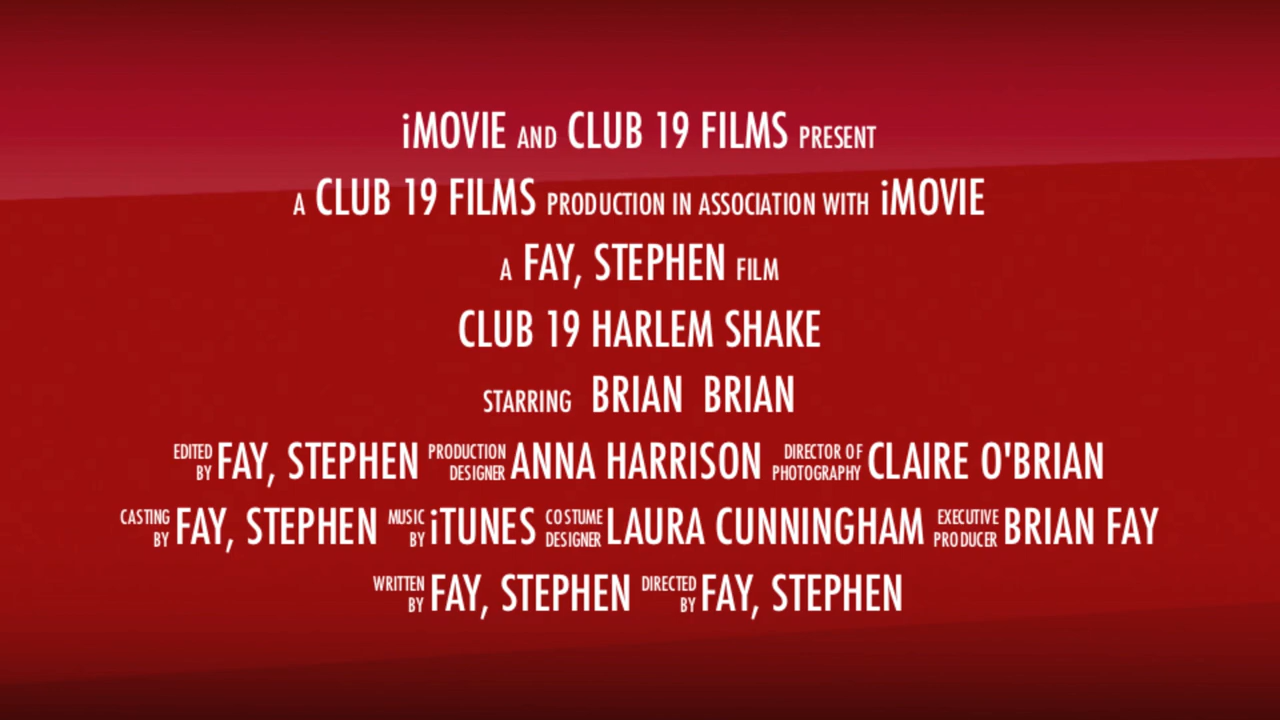 iMOVIE AND CLUB 19 FILMS PRESENT
A CLUB 19 FILMS PRODUCTION IN ASSOCIATION WITH iMOVIE
A FAY, STEPHEN FILM
CLUB 19 HARLEM SHAKE
STARRING BRIAN BRIAN
EDITED BY FAY, STEPHEN PRODUCTION DESIGNER ANNA HARRISON DIRECTOR OF PHOTOGRAPHY CLAIRE O'BRIAN
CASTING BY FAY, STEPHEN MUSIC BY iTUNES COSTUME DESIGNER LAURA CUNNINGHAM EXECUTIVE PRODUCER BRIAN FAY
WRITTEN BY FAY, STEPHEN DIRECTED BY FAY, STEPHEN